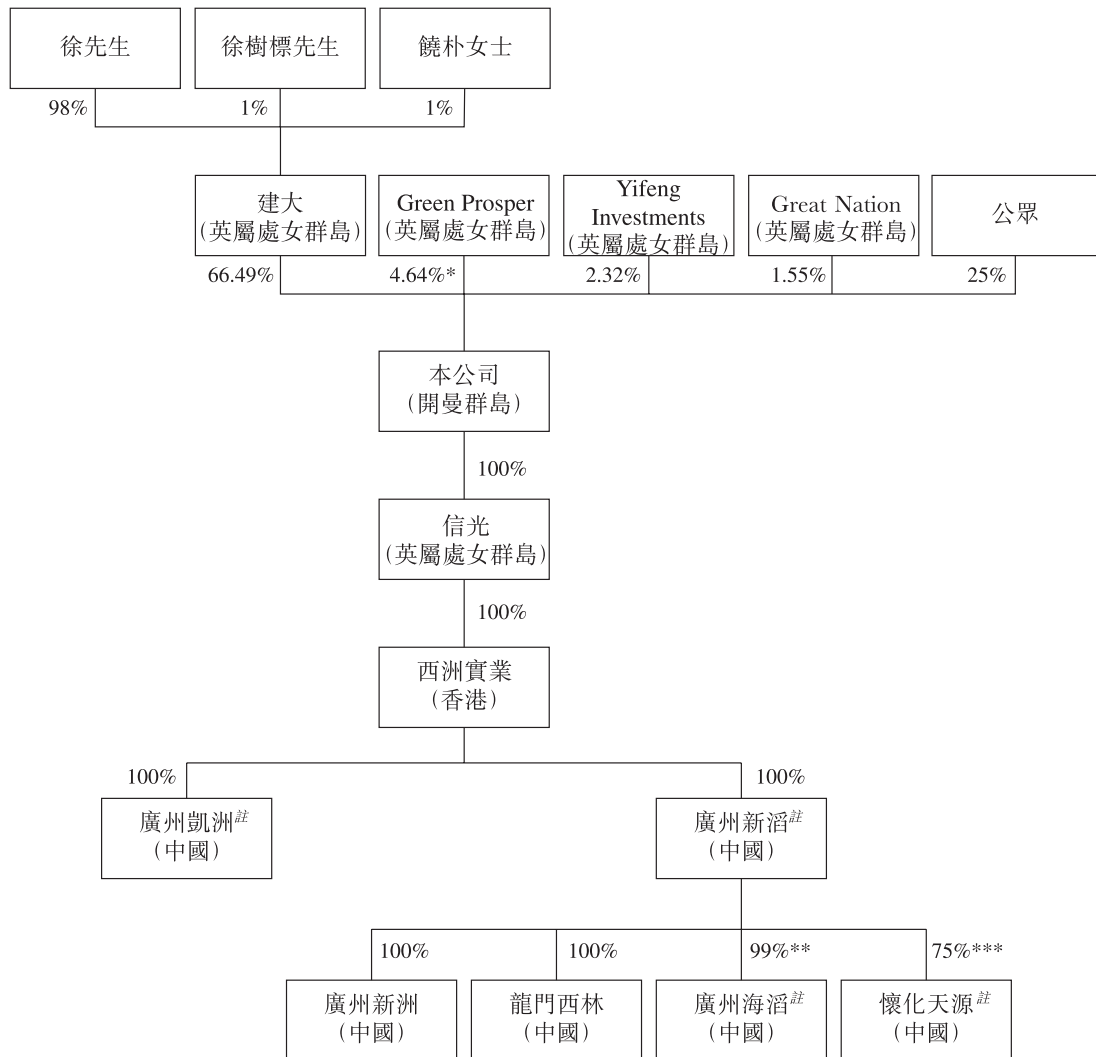 徐先生
徐樹標先生
饒朴女士
98%
1%
1%
建大
(英屬處女群島)
Green Prosper
(英屬處女群島)
Yifeng
Investments
(英屬處女群島)
Great Nation
(英屬處女群島)
公眾
66.49%
4.64%*
2.32%
1.55%
25%
本公司
(開曼群島)
100%
信光
(英屬處女群島)
100%
西洲實業
(香港)
100%
100%
廣州凱洲註
(中國)
廣州新滔註
(中國)
100%
100%
99%**
75%***
廣州新洲
(中國)
龍門西林
(中國)
廣州海滔註
(中國)
懷化天源註
(中國)